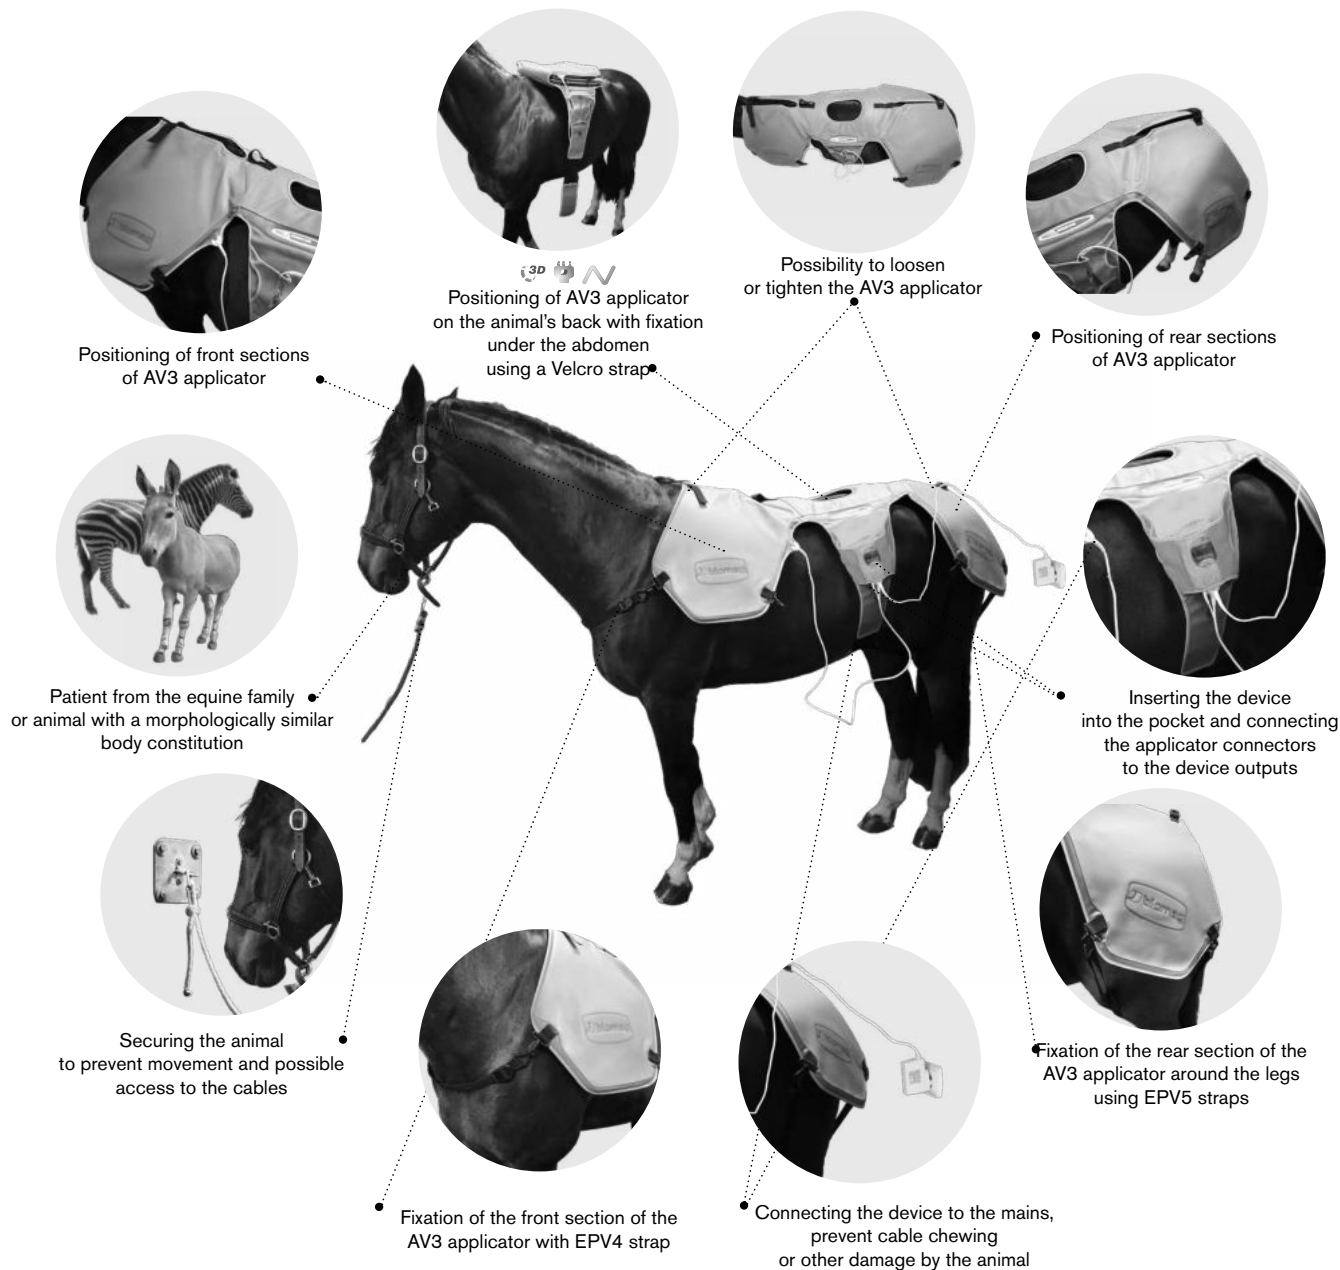 3D
Positioning of AV3 applicator
on the animal's back with fixation
under the abdomen
using a Velcro strap
Possibility to loosen
or tighten the AV3 applicator
Positioning of front sections
of AV3 applicator
Positioning of rear sections
of AV3 applicator
Patient from the equine family
or animal with a morphologically similar
body constitution
Inserting the device
into the pocket and connecting
the applicator connectors
to the device outputs
Securing the animal
to prevent movement and possible
access to the cables
Fixation of the rear section of the
AV3 applicator around the legs
using EPV5 straps
Fixation of the front section of the
AV3 applicator with EPV4 strap
Connecting the device to the mains,
prevent cable chewing
or other damage by the animal